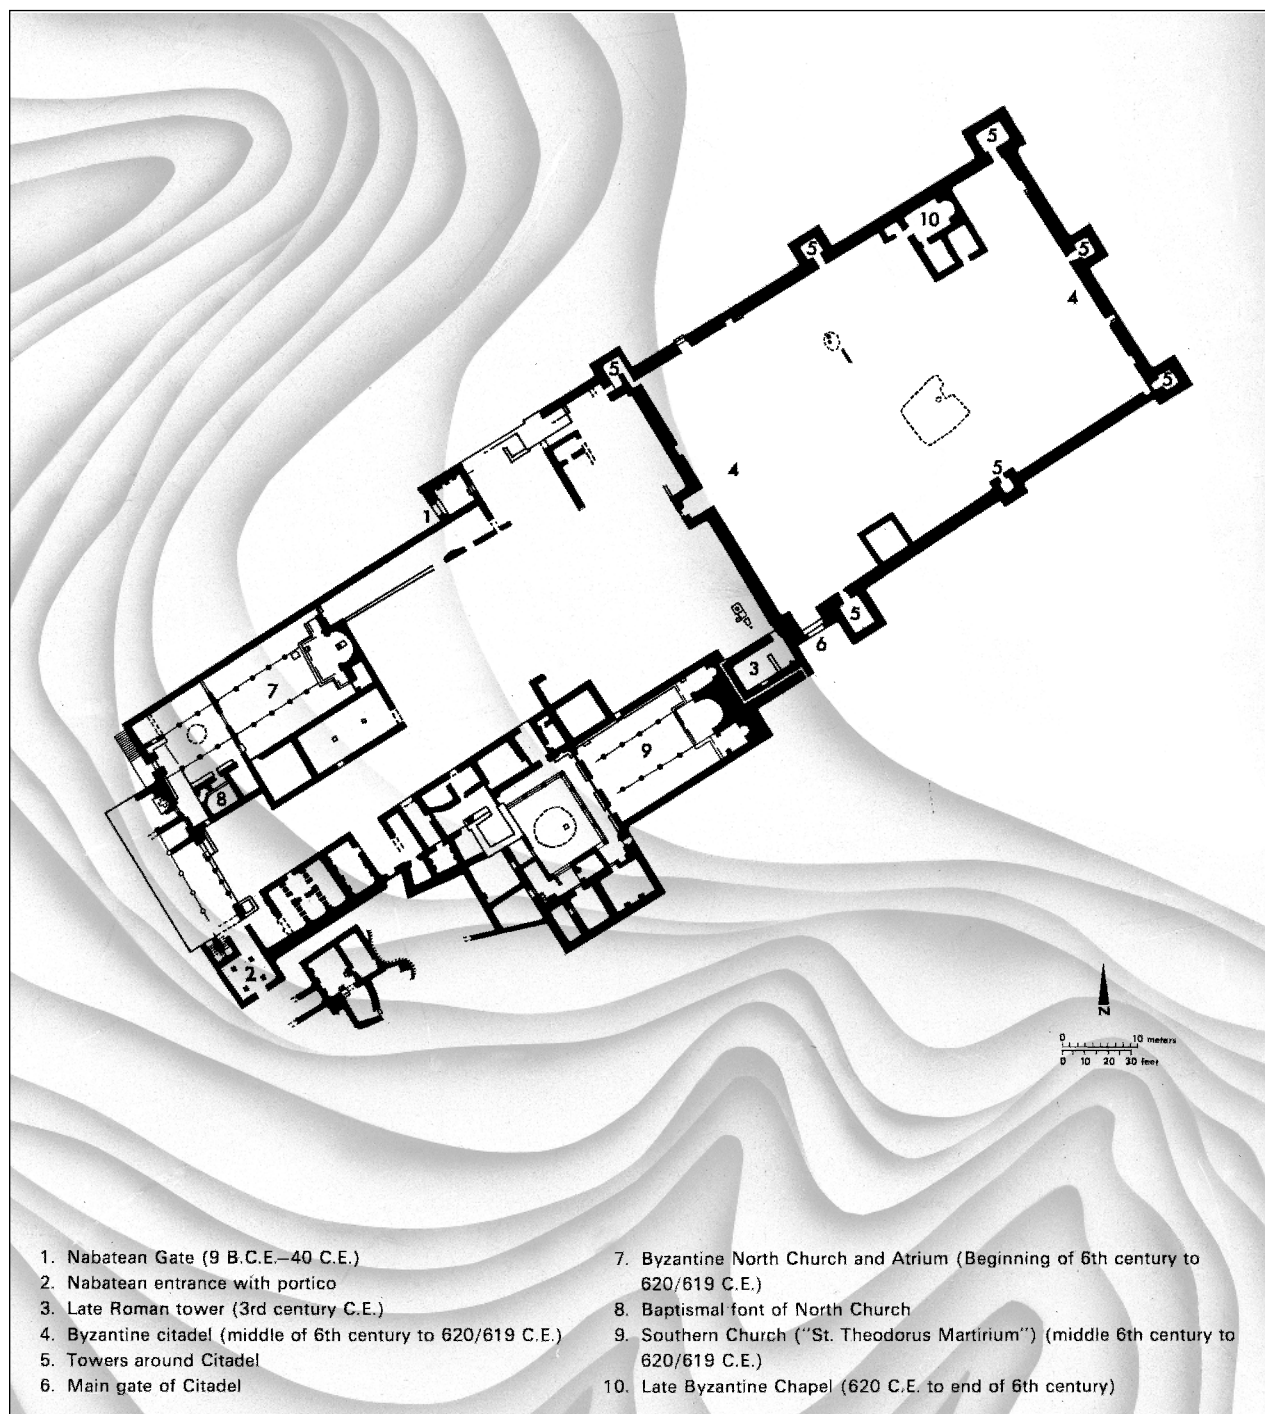 5
10
5
5
4
5
5
4
5
1
5
6
3
7
9
8
2
N
0 10 meters
0 10 20 30 feet
1. Nabatean Gate (9 B.C.E.—40 C.E.)
2. Nabatean entrance with portico
3. Late Roman tower (3rd century C.E.)
4. Byzantine citadel (middle of 6th century to 620/619 C.E.)
5. Towers around Citadel
6. Main gate of Citadel
7. Byzantine North Church and Atrium (Beginning of 6th century to
620/619 C.E.)
8. Baptismal font of North Church
9. Southern Church ("St. Theodorus Martirium") (middle 6th century to
620/619 C.E.)
10. Late Byzantine Chapel (620 C.E. to end of 6th century)